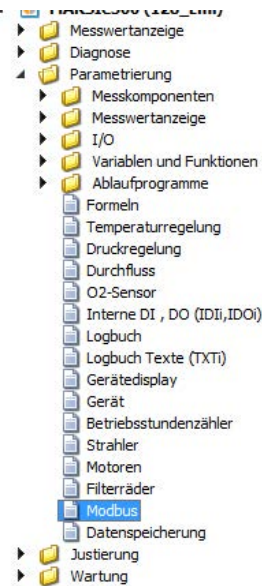 Messwertanzeige
Diagnose
Parametrierung
Messkomponenten
Messwertanzeige
I/O
Variablen und Funktionen
Ablaufprogramme
Formeln
Temperaturregelung
Druckregelung
Durchfluss
O2-Sensor
Interne DI , DO (IDIi,IDOi)
Logbuch
Logbuch Texte (TXTi)
Gerätedisplay
Gerät
Betriebsstundenzähler
Strahler
Motoren
Filterräder
Modbus
Datenspeicherung
Justierung
Wartung